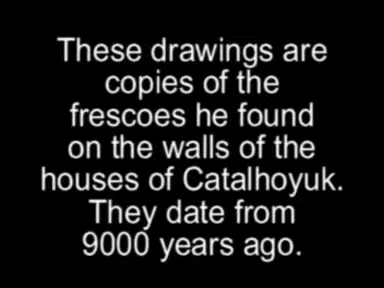 These drawings are
copies of the
frescoes he found
on the walls of the
houses of Catalhoyuk.
They date from
9000 years ago.